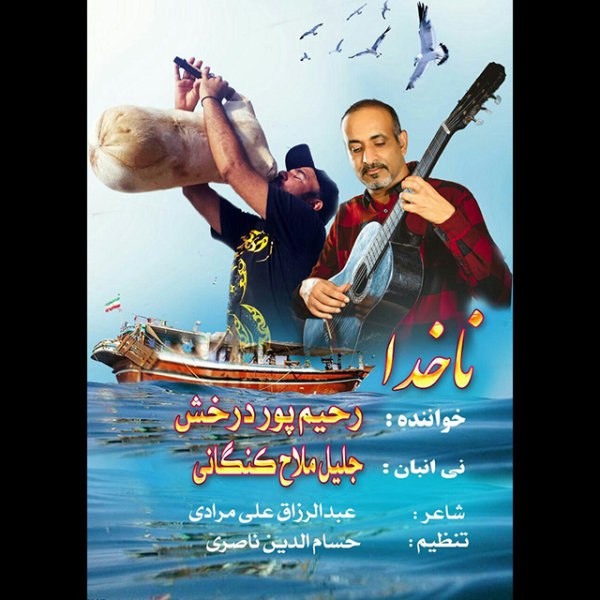 ناخدا
خواننده : رحیم پور درخش
نی انبان : جلیل ملاح کنگانی
شاعر : عبدالرزاق علی مرادی
تنظیم : حسام الدین ناصری